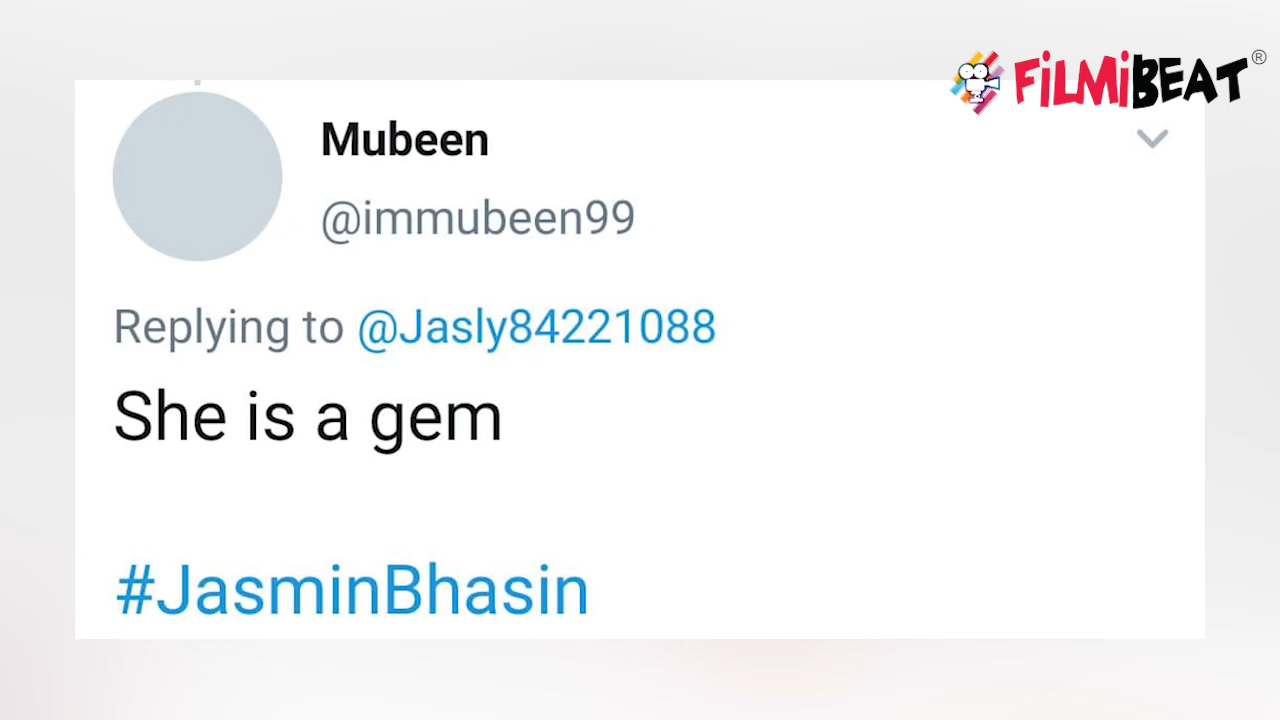 FiLMiBEAT®
Mubeen
@immubeen99
Replying to @Jasly84221088
She is a gem
#JasminBhasin